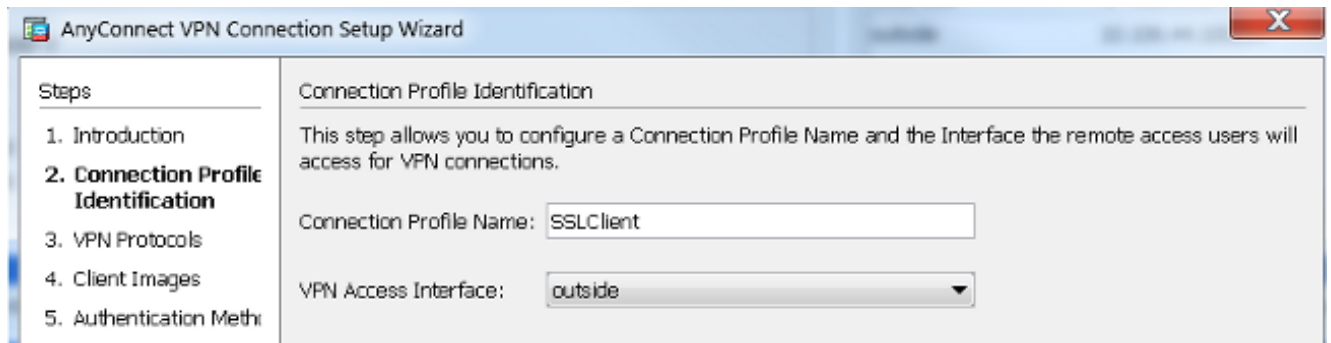 AnyConnect VPN Connection Setup Wizard
Steps
1. Introduction
2. Connection Profile
Identification
3. VPN Protocols
4. Client Images
5. Authentication Meth
Connection Profile Identification
This step allows you to configure a Connection Profile Name and the Interface the remote access users will
access for VPN connections.
Connection Profile Name: SSLClient
VPN Access Interface: outside